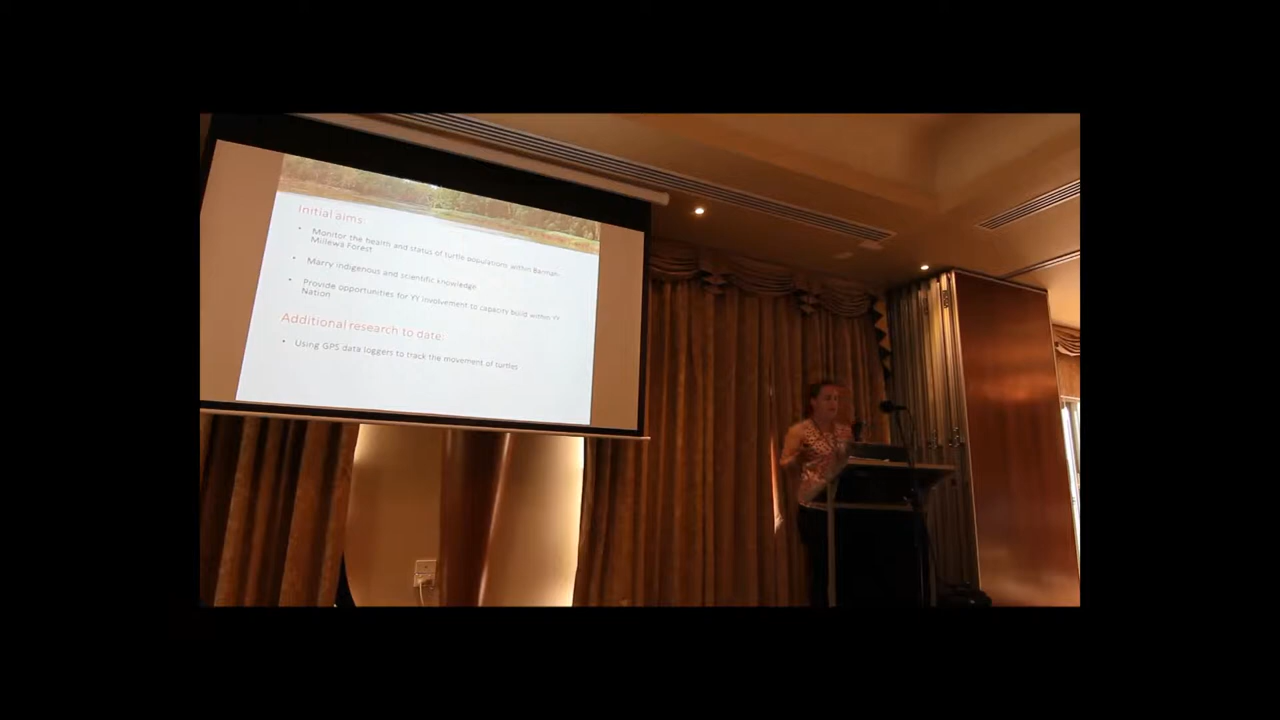 Initial aims:
• Monitor the health and status of turtle populations within Barmah-
Millewa Forest
• Marry indigenous and scientific knowledge
• Provide opportunities for YY involvement to capacity build within YY
Nation
Additional research to date:
• Using GPS data loggers to track the movement of turtles